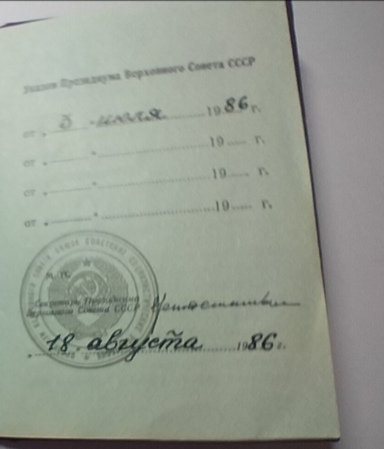 Указом Президиума Верховного Совета СССР
от „3" июля 1986 г.
от „ " 19 г.
от „ " 19 г.
от „ " 19 г.
М. П.
Секретарь Президиума
Верховного Совета СССР
„18" августа 1986 г.